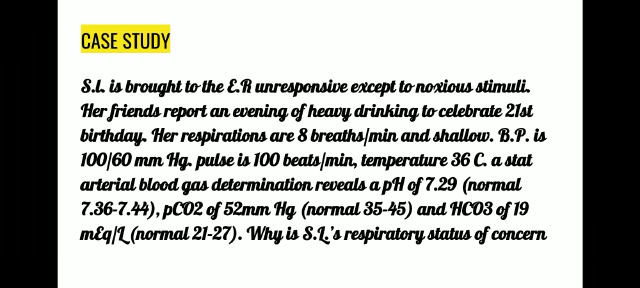 CASE STUDY
S.L. is brought to the E.R unresponsive except to noxious stimuli.
Her friends report an evening of heavy drinking to celebrate 21st
birthday. Her respirations are 8 breaths/min and shallow. B.P. is
100/60 mm Hg. pulse is 100 beats/min, temperature 36 C. a stat
arterial blood gas determination reveals a pH of 7.29 (normal
7.36-7.44), pCO2 of 52mm Hg (normal 35-45) and HCO3 of 19
mEq/L (normal 21-27). Why is S.L.'s respiratory status of concern